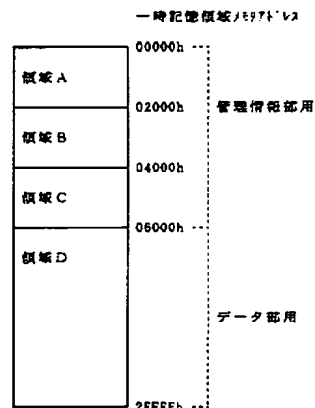 一時記憶領域ﾒﾓﾘｱﾄﾞﾚｽ
00000h
領域A
02000h
管理情報部用
領域B
04000h
領域C
06000h
領域D
データ部用
2FFFFh